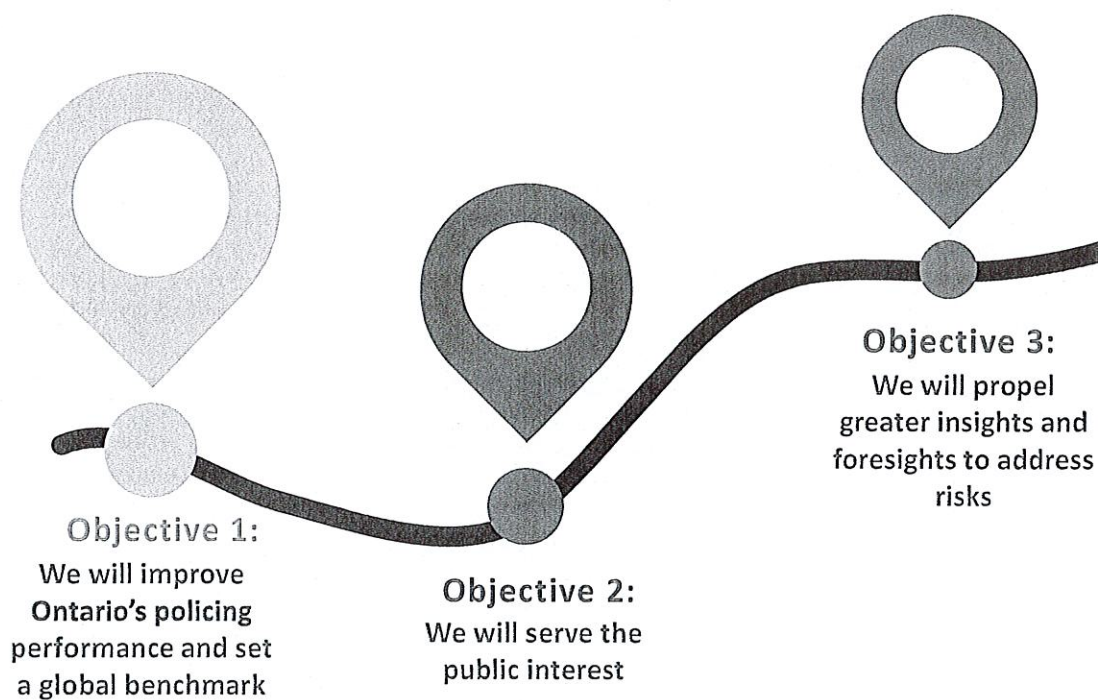 Objective 1:
We will improve
Ontario's policing
performance and set
a global benchmark
Objective 2:
We will serve the
public interest
Objective 3:
We will propel
greater insights and
foresights to address
risks